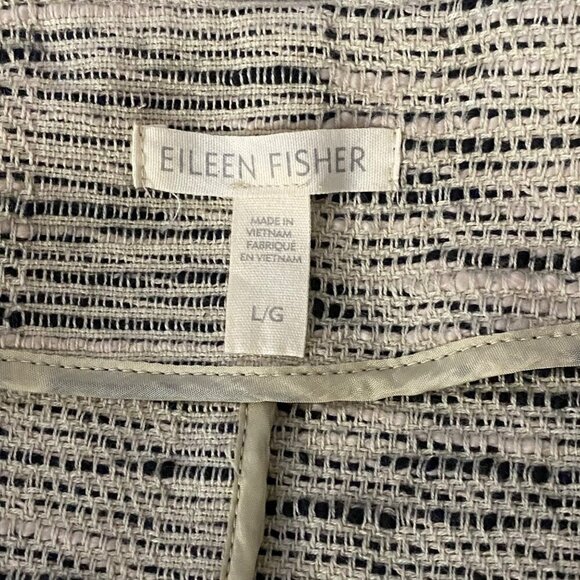 EILEEN FISHER
MADE IN
VIETNAM
FABRIQUÉ
EN VIETNAM
L/G